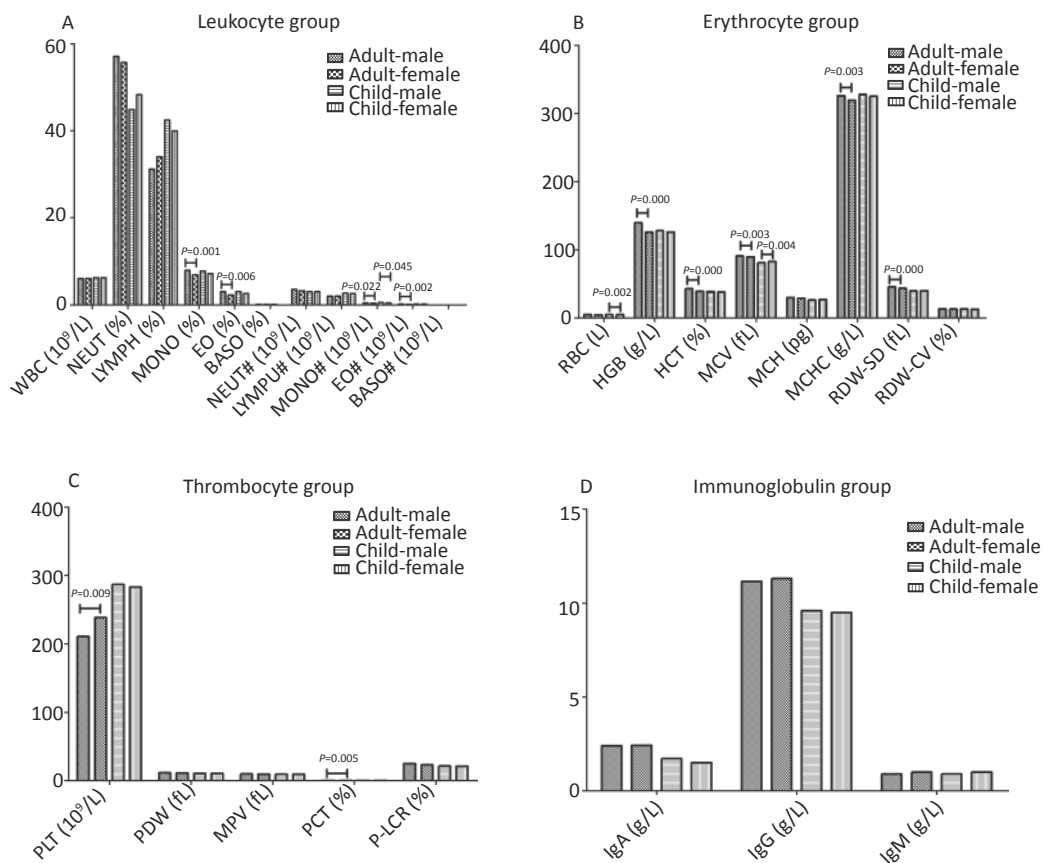 A
Leukocyte group
60
40
20
0
Adult-male
Adult-female
Child-male
Child-female
P=0.001
P=0.006
P=0.022
P=0.045
P=0.002
WBC (10⁹/L)
NEUT (%)
LYMPH (%)
MONO (%)
EO (%)
BASO (%)
NEUT# (10⁹/L)
LYMPU# (10⁹/L)
MONO# (10⁹/L)
EO# (10⁹/L)
BASO# (10⁹/L)
B
Erythrocyte group
400
300
200
100
0
Adult-male
Adult-female
Child-male
Child-female
P=0.002
P=0.000
P=0.000
P=0.003
P=0.004
P=0.003
P=0.000
RBC (L)
HGB (g/L)
HCT (%)
MCV (fL)
MCH (pg)
MCHC (g/L)
RDW-SD (fL)
RDW-CV (%)
C
Thrombocyte group
400
300
200
100
0
Adult-male
Adult-female
Child-male
Child-female
P=0.009
P=0.005
PLT (10⁹/L)
PDW (fL)
MPV (fL)
PCT (%)
P-LCR (%)
D
Immunoglobulin group
15
10
5
0
Adult-male
Adult-female
Child-male
Child-female
IgA (g/L)
IgG (g/L)
IgM (g/L)